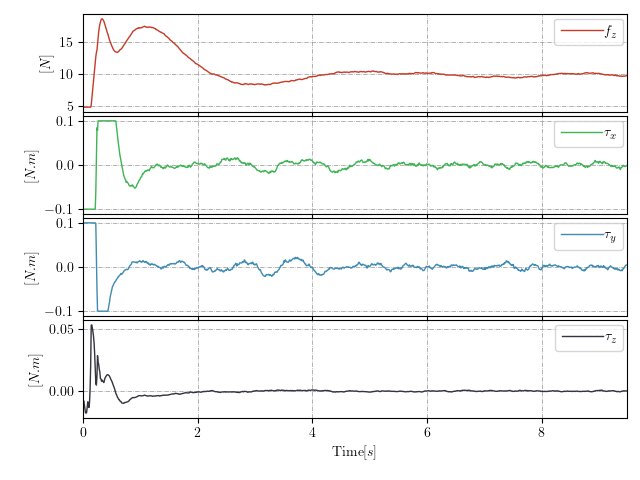 15
10
5
[N]
f_z
0.1
0.0
−0.1
[N.m]
τ_x
0.1
0.0
−0.1
[N.m]
τ_y
0.05
0.00
[N.m]
τ_z
0 2 4 6 8
Time[s]